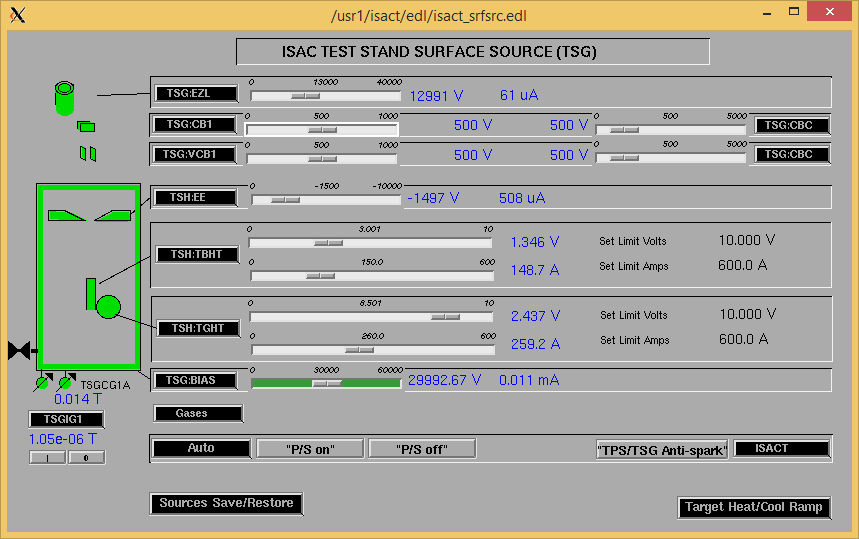 /usr1/isact/edl/isact_srfsrc.edl
ISAC TEST STAND SURFACE SOURCE (TSG)
TSG:EZL 0 13000 40000 12991 V 61 uA
TSG:CB1 0 500 1000 500 V 500 V 0 500 5000 TSG:CBC
TSG:VCB1 0 500 1000 500 V 500 V 0 500 5000 TSG:CBC
TSH:EE 0 -1500 -10000 -1497 V 508 uA
TSH:TBHT
0 3.001 10 1.346 V Set Limit Volts 10.000 V
0 150.0 600 148.7 A Set Limit Amps 600.0 A
TSH:TGHT
0 8.501 10 2.437 V Set Limit Volts 10.000 V
0 260.0 600 259.2 A Set Limit Amps 600.0 A
TSG:BIAS 0 30000 60000 29992.67 V 0.011 mA
TSGCG1A
0.014 T
TSGIG1
1.05e-06 T
I 0
Gases
Auto "P/S on" "P/S off" "TPS/TSG Anti-spark" ISACT
Sources Save/Restore Target Heat/Cool Ramp